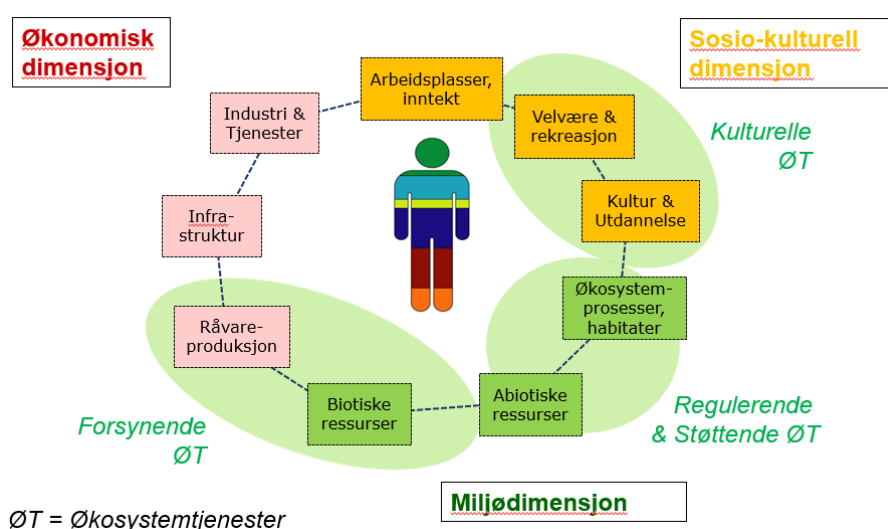 Økonomisk
dimensjon
Sosio-kulturell
dimensjon
Arbeidsplasser,
inntekt
Industri &
Tjenester
Velvære &
rekreasjon
Kulturelle
ØT
Infra-
struktur
Kultur &
Utdannelse
Økosystem-
prosesser,
habitater
Råvare-
produksjon
Biotiske
ressurser
Abiotiske
ressurser
Forsynende
ØT
Regulerende
& Støttende ØT
Miljødimensjon
ØT = Økosystemtjenester